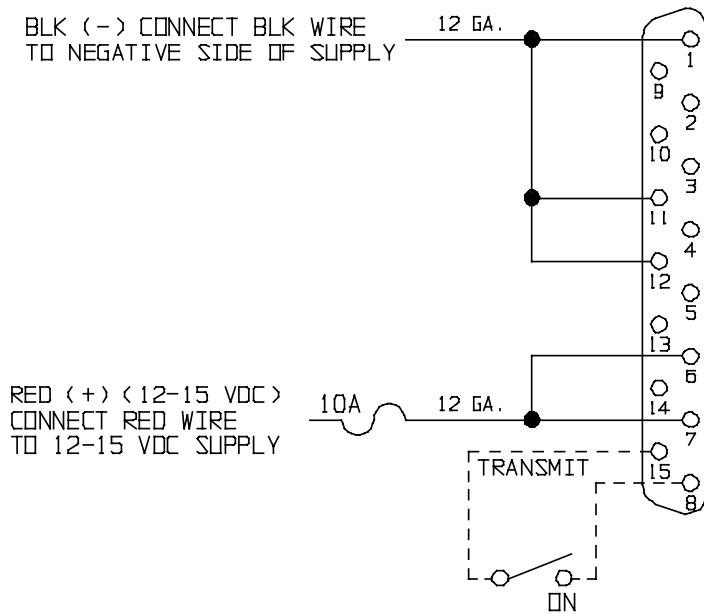 BLK (-) CONNECT BLK WIRE
TO NEGATIVE SIDE OF SUPPLY
12 GA.
1
9
2
10
3
11
4
12
5
13
6
14
7
15
8
RED (+) (12-15 VDC)
CONNECT RED WIRE
TO 12-15 VDC SUPPLY
10A
12 GA.
TRANSMIT
ON